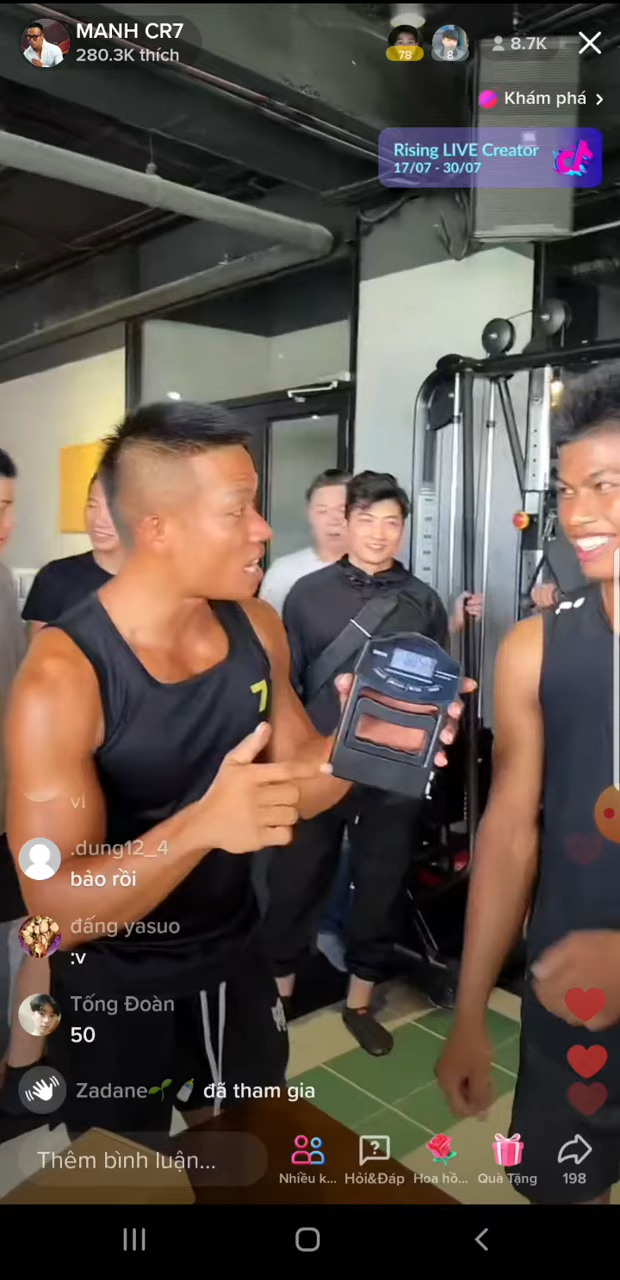 MANH CR7
280.3K thích
78
8
8.7K
Khám phá
Rising LIVE Creator
17/07 - 30/07
7
vi
.dung12_4
bảo rồi
đấng yasuo
:v
Tống Đoàn
50
Zadane🌱🍼 đã tham gia
Thêm bình luận...
Nhiều k...
Hỏi&Đáp
Hoa hồ...
Quà Tặng
198